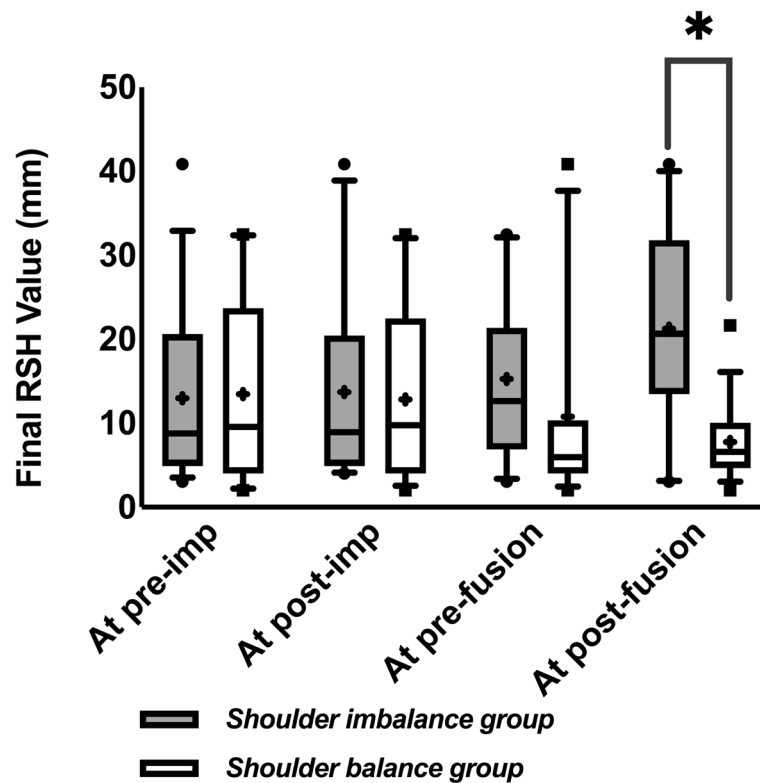 *
Final RSH Value (mm)
50
40
30
20
10
0
At pre-imp
At post-imp
At pre-fusion
At post-fusion
Shoulder imbalance group
Shoulder balance group